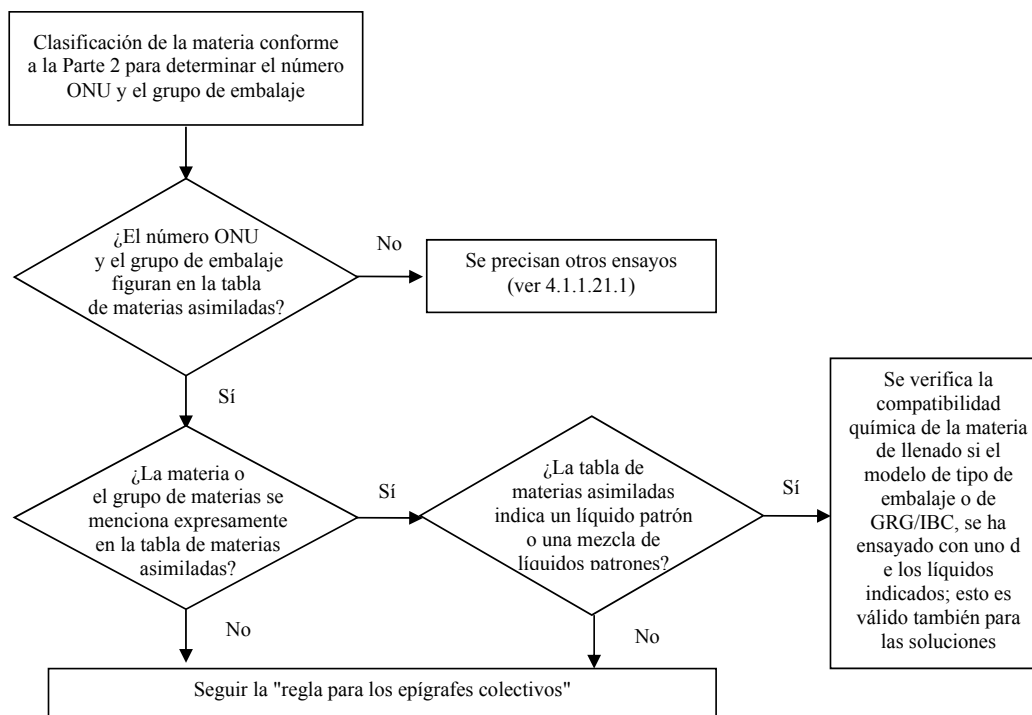 Clasificación de la materia conforme
a la Parte 2 para determinar el número
ONU y el grupo de embalaje
¿El número ONU
y el grupo de embalaje
figuran en la tabla
de materias asimiladas?
No
Se precisan otros ensayos
(ver 4.1.1.21.1)
Sí
¿La materia o
el grupo de materias se
menciona expresamente
en la tabla de materias
asimiladas?
Sí
¿La tabla de
materias asimiladas
indica un líquido patrón
o una mezcla de
líquidos patrones?
Sí
Se verifica la
compatibilidad
química de la materia
de llenado si el
modelo de tipo de
embalaje o de
GRG/IBC, se ha
ensayado con uno d
e los líquidos
indicados; esto es
válido también para
las soluciones
No
No
Seguir la "regla para los epígrafes colectivos"